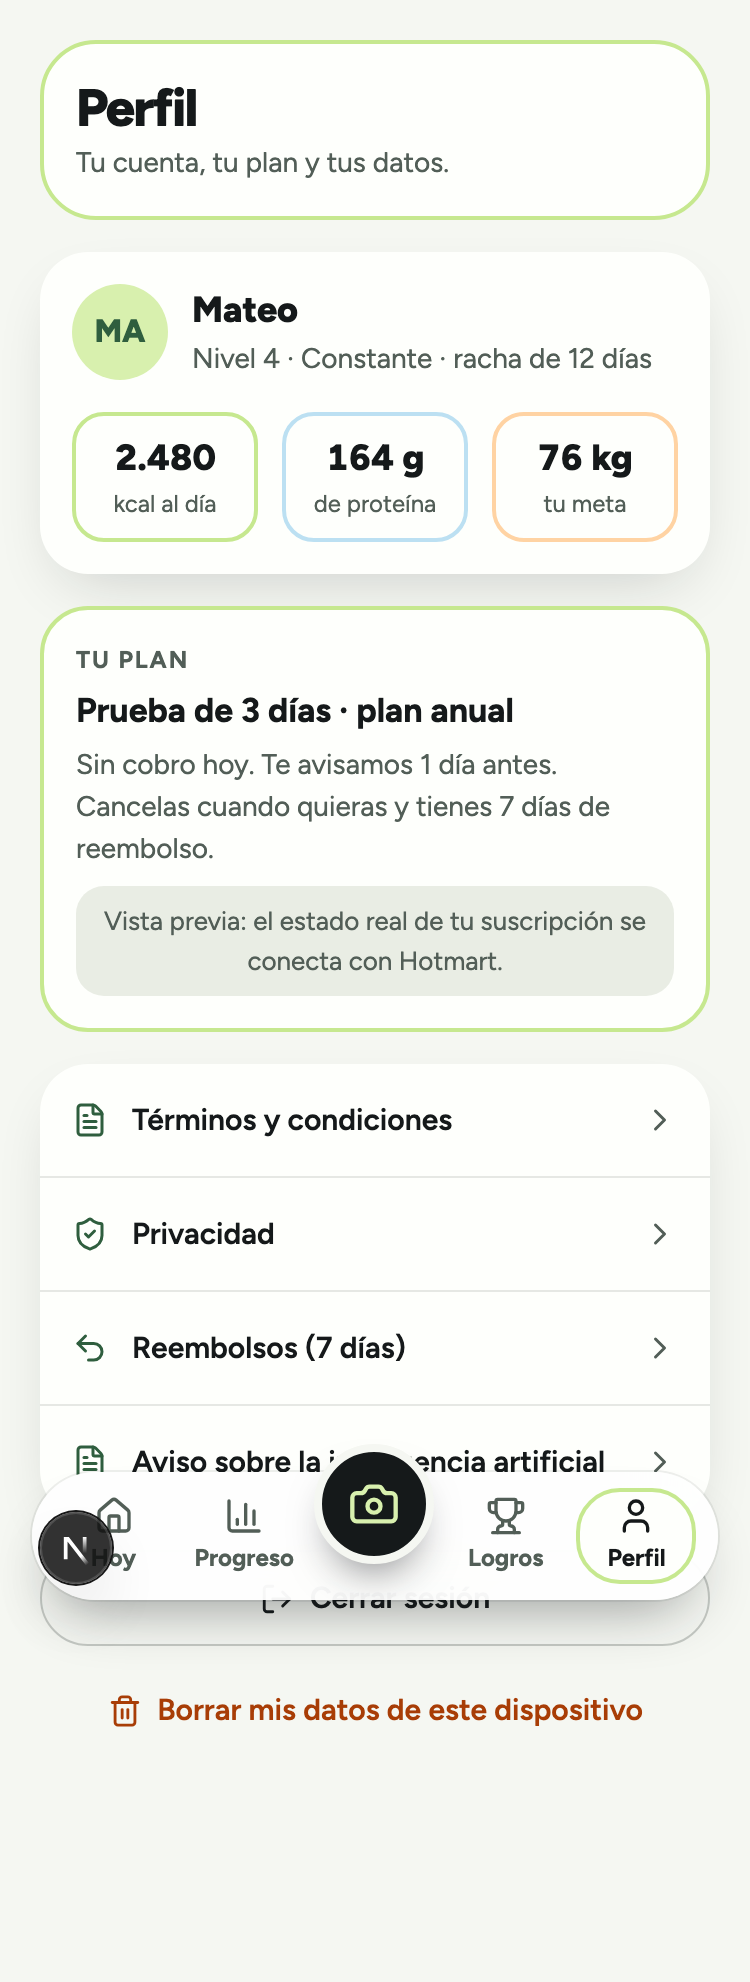 Perfil
Tu cuenta, tu plan y tus datos.
MA
Mateo
Nivel 4 · Constante · racha de 12 días
2.480
kcal al día
164 g
de proteína
76 kg
tu meta
TU PLAN
Prueba de 3 días · plan anual
Sin cobro hoy. Te avisamos 1 día antes.
Cancelas cuando quieras y tienes 7 días de
reembolso.
Vista previa: el estado real de tu suscripción se
conecta con Hotmart.
Términos y condiciones
Privacidad
Reembolsos (7 días)
Aviso sobre la artificial
N
Hoy
Progreso
Logros
Perfil
Cerrar sesión
Borrar mis datos de este dispositivo